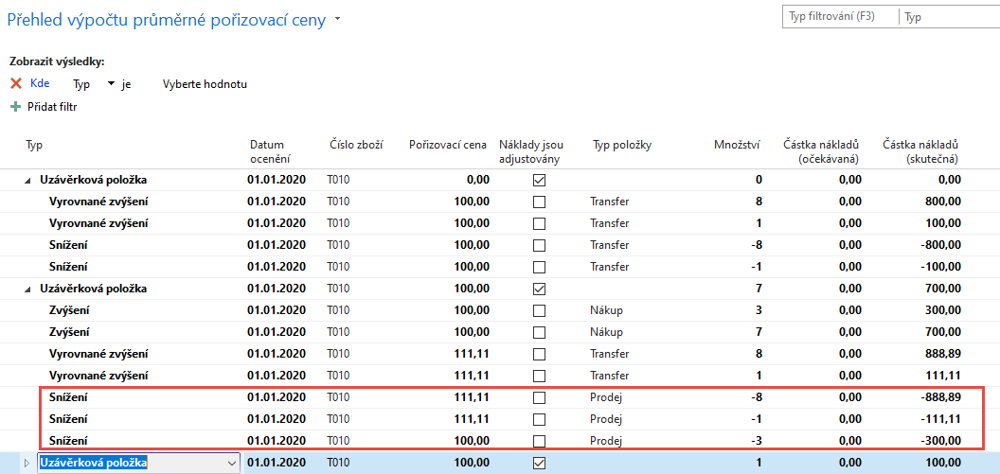 Přehled výpočtu průměrné pořizovací ceny
Typ filtrování (F3) Typ
Zobrazit výsledky:
Kde Typ je Vyberte hodnotu
Přidat filtr
Typ Datum ocenění Číslo zboží Pořizovací cena Náklady jsou adjustovány Typ položky Množství Částka nákladů (očekávaná) Částka nákladů (skutečná)
Uzávěrková položka 01.01.2020 T010 0,00 0 0,00 0,00
Vyrovnané zvýšení 01.01.2020 T010 100,00 Transfer 8 0,00 800,00
Vyrovnané zvýšení 01.01.2020 T010 100,00 Transfer 1 0,00 100,00
Snížení 01.01.2020 T010 100,00 Transfer -8 0,00 -800,00
Snížení 01.01.2020 T010 100,00 Transfer -1 0,00 -100,00
Uzávěrková položka 01.01.2020 T010 100,00 7 0,00 700,00
Zvýšení 01.01.2020 T010 100,00 Nákup 3 0,00 300,00
Zvýšení 01.01.2020 T010 100,00 Nákup 7 0,00 700,00
Vyrovnané zvýšení 01.01.2020 T010 111,11 Transfer 8 0,00 888,89
Vyrovnané zvýšení 01.01.2020 T010 111,11 Transfer 1 0,00 111,11
Snížení 01.01.2020 T010 111,11 Prodej -8 0,00 -888,89
Snížení 01.01.2020 T010 111,11 Prodej -1 0,00 -111,11
Snížení 01.01.2020 T010 100,00 Prodej -3 0,00 -300,00
Uzávěrková položka 01.01.2020 T010 100,00 1 0,00 100,00